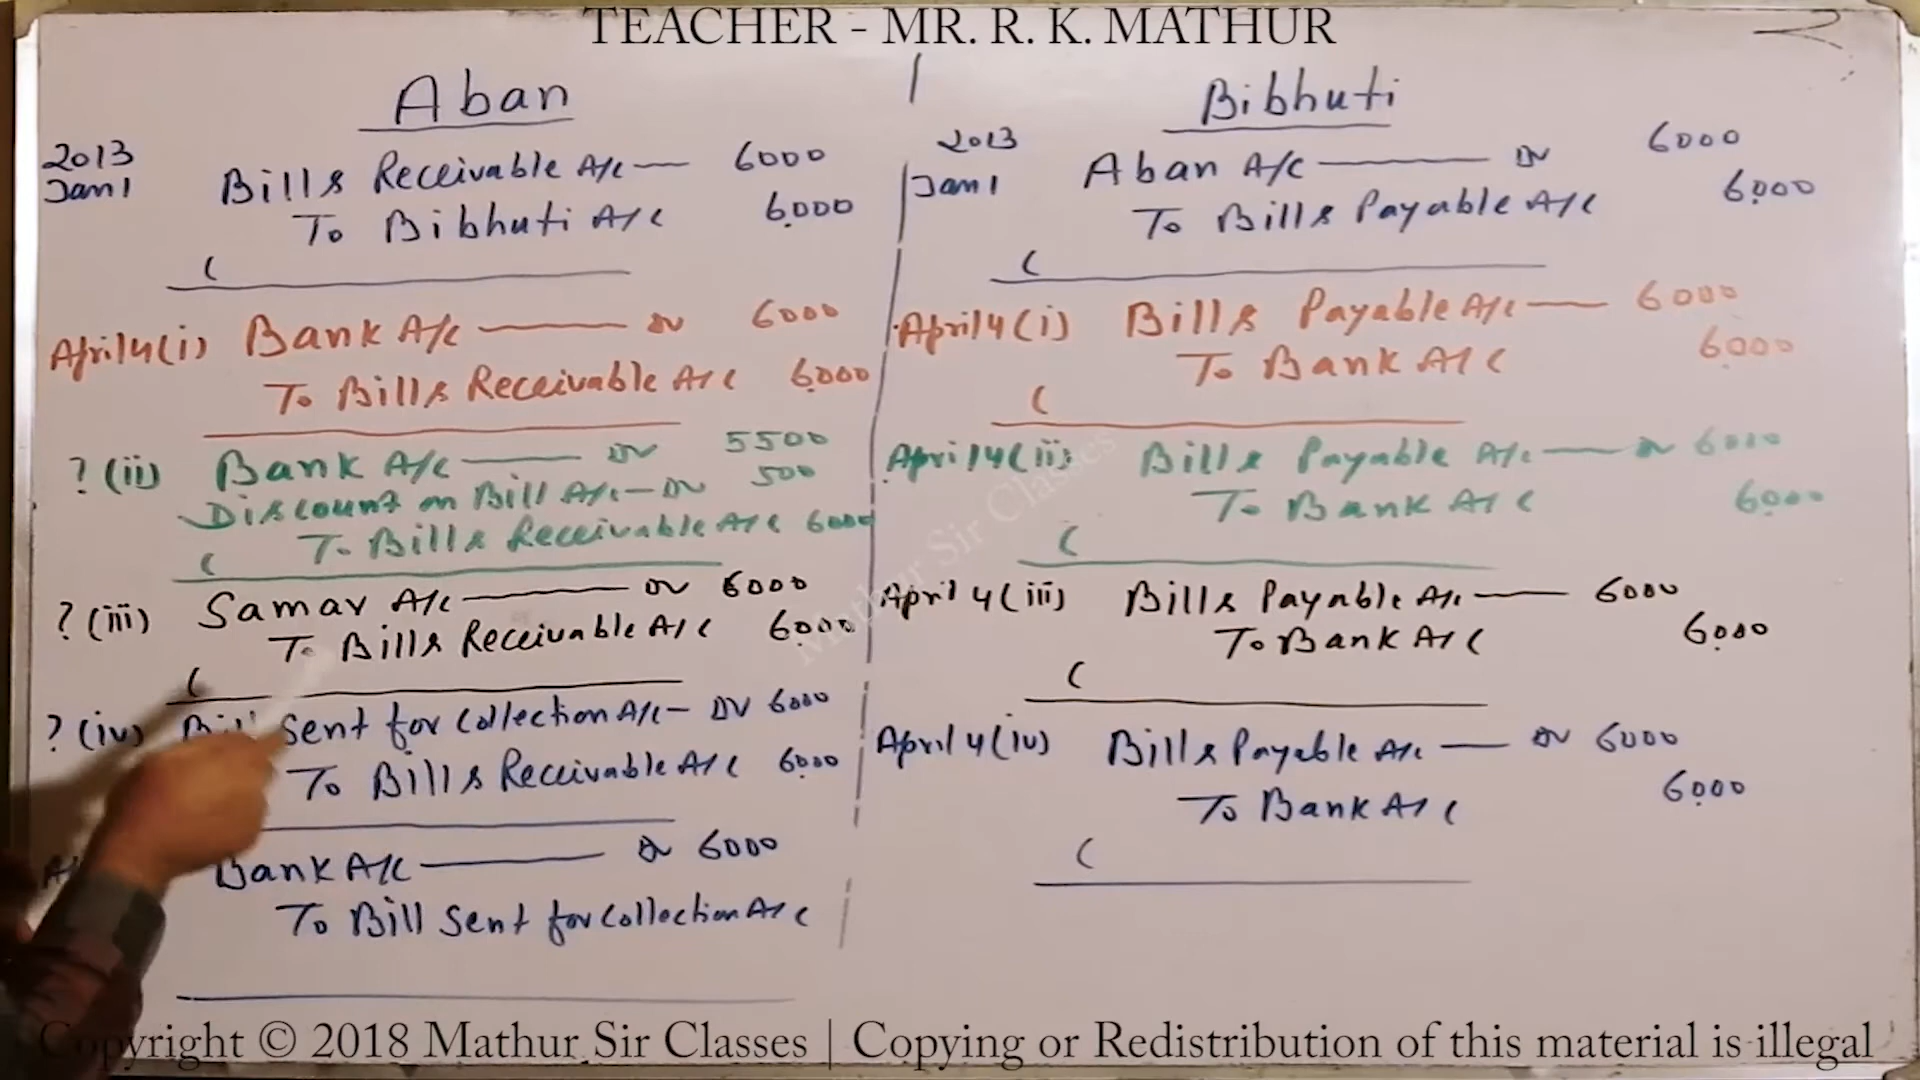 TEACHER - MR. R. K. MATHUR
Aban
2013
Jan 1
Bills Receivable A/c — 6000
To Bibhuti A/c 6000
(
April 4 (i) Bank A/c — Dr 6000
To Bills Receivable A/c 6000
? (ii) Bank A/c — Dr 5500
Discount on Bill A/c — Dr 500
( To Bills Receivable A/c 6000
? (iii) Samar A/c — Dr 6000
To Bills Receivable A/c 6000
(
? (iv) Bill Sent for Collection A/c — Dr 6000
To Bills Receivable A/c 6000
Bank A/c — Dr 6000
To Bill Sent for Collection A/c
Bibhuti
2013
Jan 1
Aban A/c — Dr 6000
To Bills Payable A/c 6000
(
April 4 (i) Bills Payable A/c — 6000
To Bank A/c 6000
(
April 4 (ii) Bills Payable A/c — Dr 6000
To Bank A/c 6000
(
April 4 (iii) Bills Payable A/c — 6000
To Bank A/c 6000
(
April 4 (iv) Bills Payable A/c — Dr 6000
To Bank A/c 6000
(
Mathur Sir Classes
Copyright © 2018 Mathur Sir Classes | Copying or Redistribution of this material is illegal